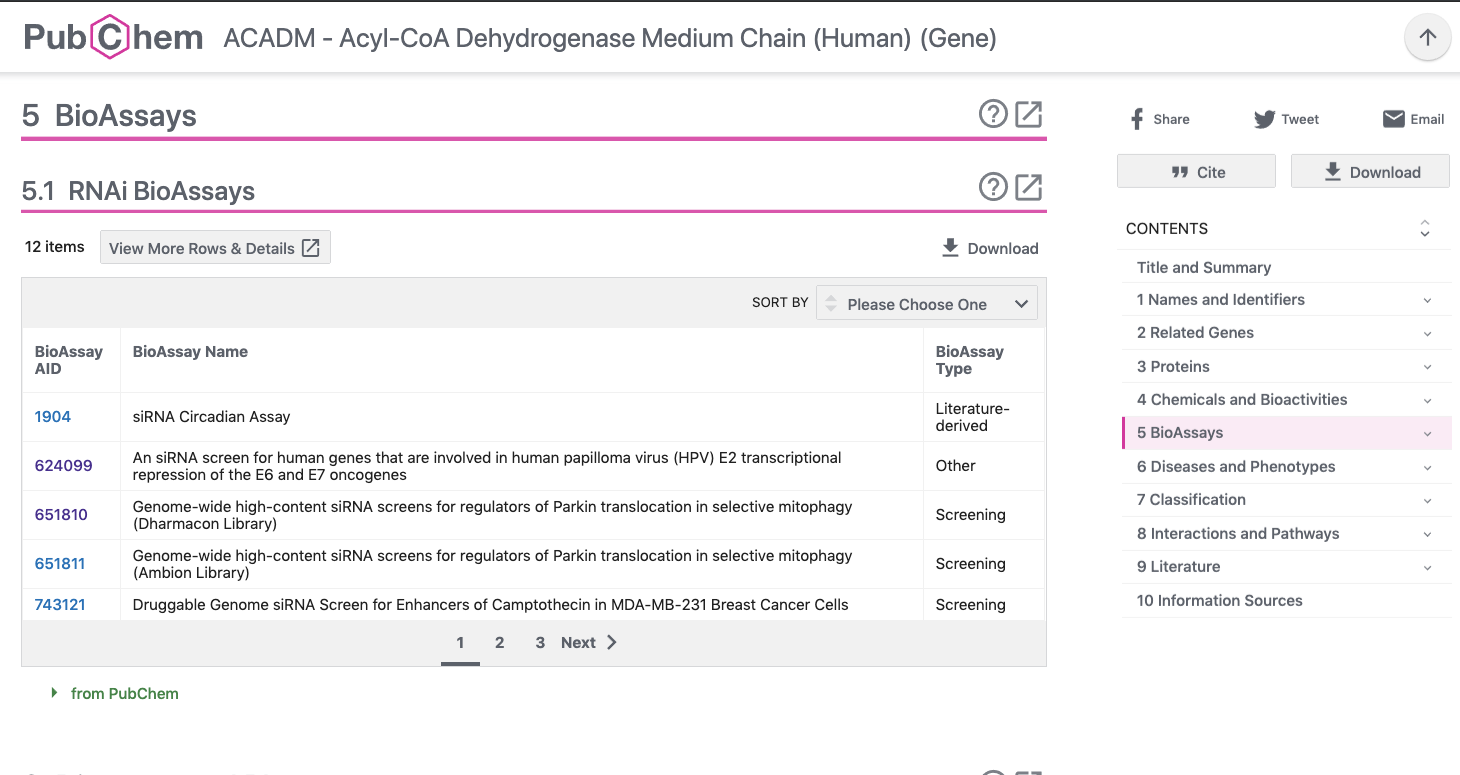 PubChem ACADM - Acyl-CoA Dehydrogenase Medium Chain (Human) (Gene)
5 BioAssays
5.1 RNAi BioAssays
12 items View More Rows & Details Download
SORT BY Please Choose One
BioAssay AID BioAssay Name BioAssay Type
1904 siRNA Circadian Assay Literature-derived
624099 An siRNA screen for human genes that are involved in human papilloma virus (HPV) E2 transcriptional
repression of the E6 and E7 oncogenes Other
651810 Genome-wide high-content siRNA screens for regulators of Parkin translocation in selective mitophagy
(Dharmacon Library) Screening
651811 Genome-wide high-content siRNA screens for regulators of Parkin translocation in selective mitophagy
(Ambion Library) Screening
743121 Druggable Genome siRNA Screen for Enhancers of Camptothecin in MDA-MB-231 Breast Cancer Cells Screening
1 2 3 Next
from PubChem
Share Tweet Email
Cite Download
CONTENTS
Title and Summary
1 Names and Identifiers
2 Related Genes
3 Proteins
4 Chemicals and Bioactivities
5 BioAssays
6 Diseases and Phenotypes
7 Classification
8 Interactions and Pathways
9 Literature
10 Information Sources